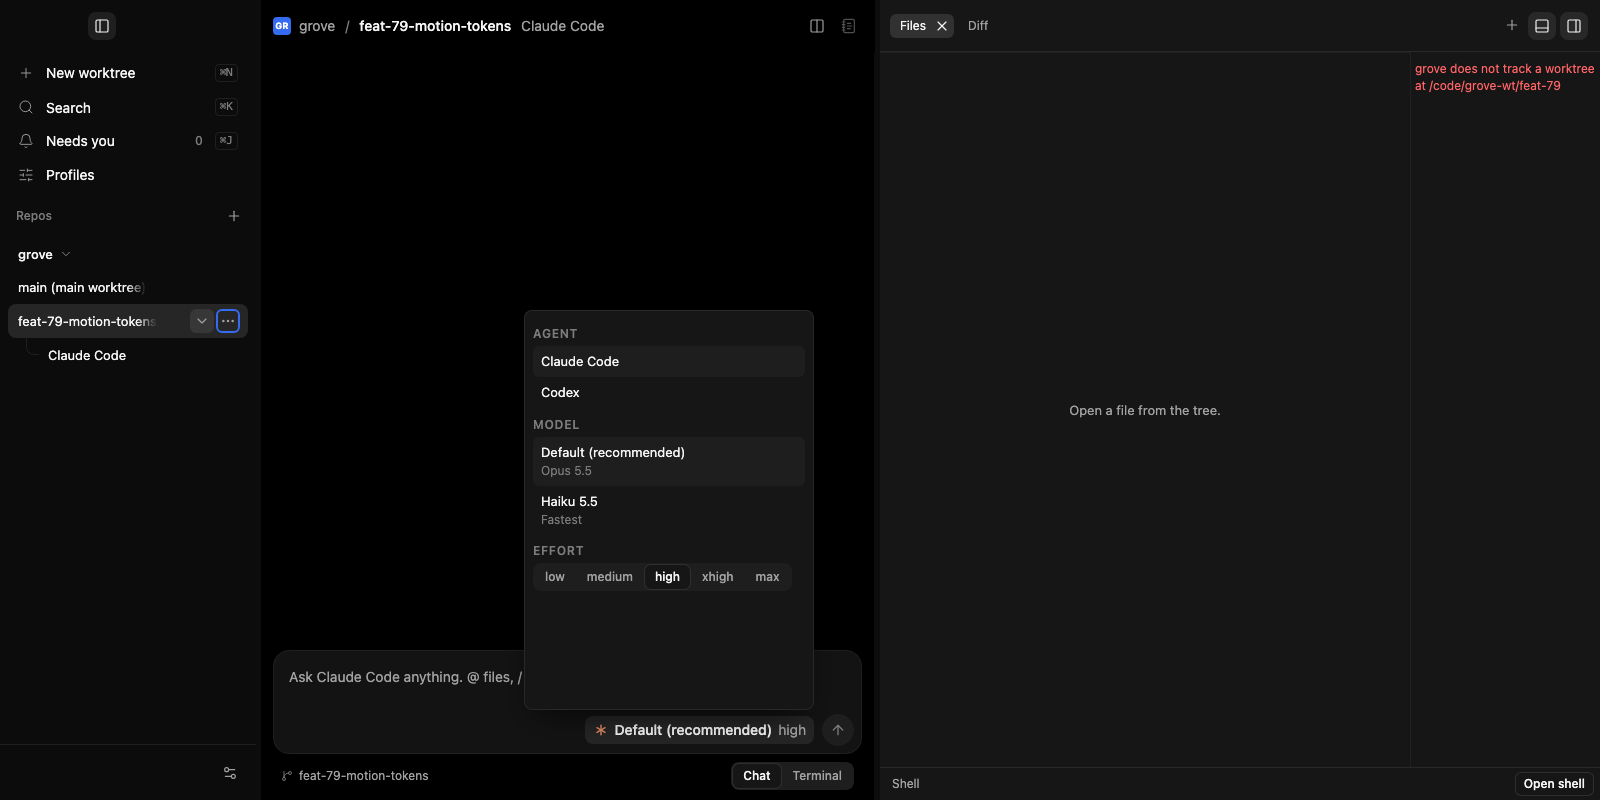 New worktree
⌘N
Search
⌘K
Needs you
0
⌘J
Profiles
Repos
grove
main (main worktree)
feat-79-motion-tokens
Claude Code
GR
grove / feat-79-motion-tokens Claude Code
AGENT
Claude Code
Codex
MODEL
Default (recommended)
Opus 5.5
Haiku 5.5
Fastest
EFFORT
low medium high xhigh max
Ask Claude Code anything. @ files, /
Default (recommended) high
feat-79-motion-tokens
Chat Terminal
Files Diff
Open a file from the tree.
grove does not track a worktree
at /code/grove-wt/feat-79
Shell
Open shell